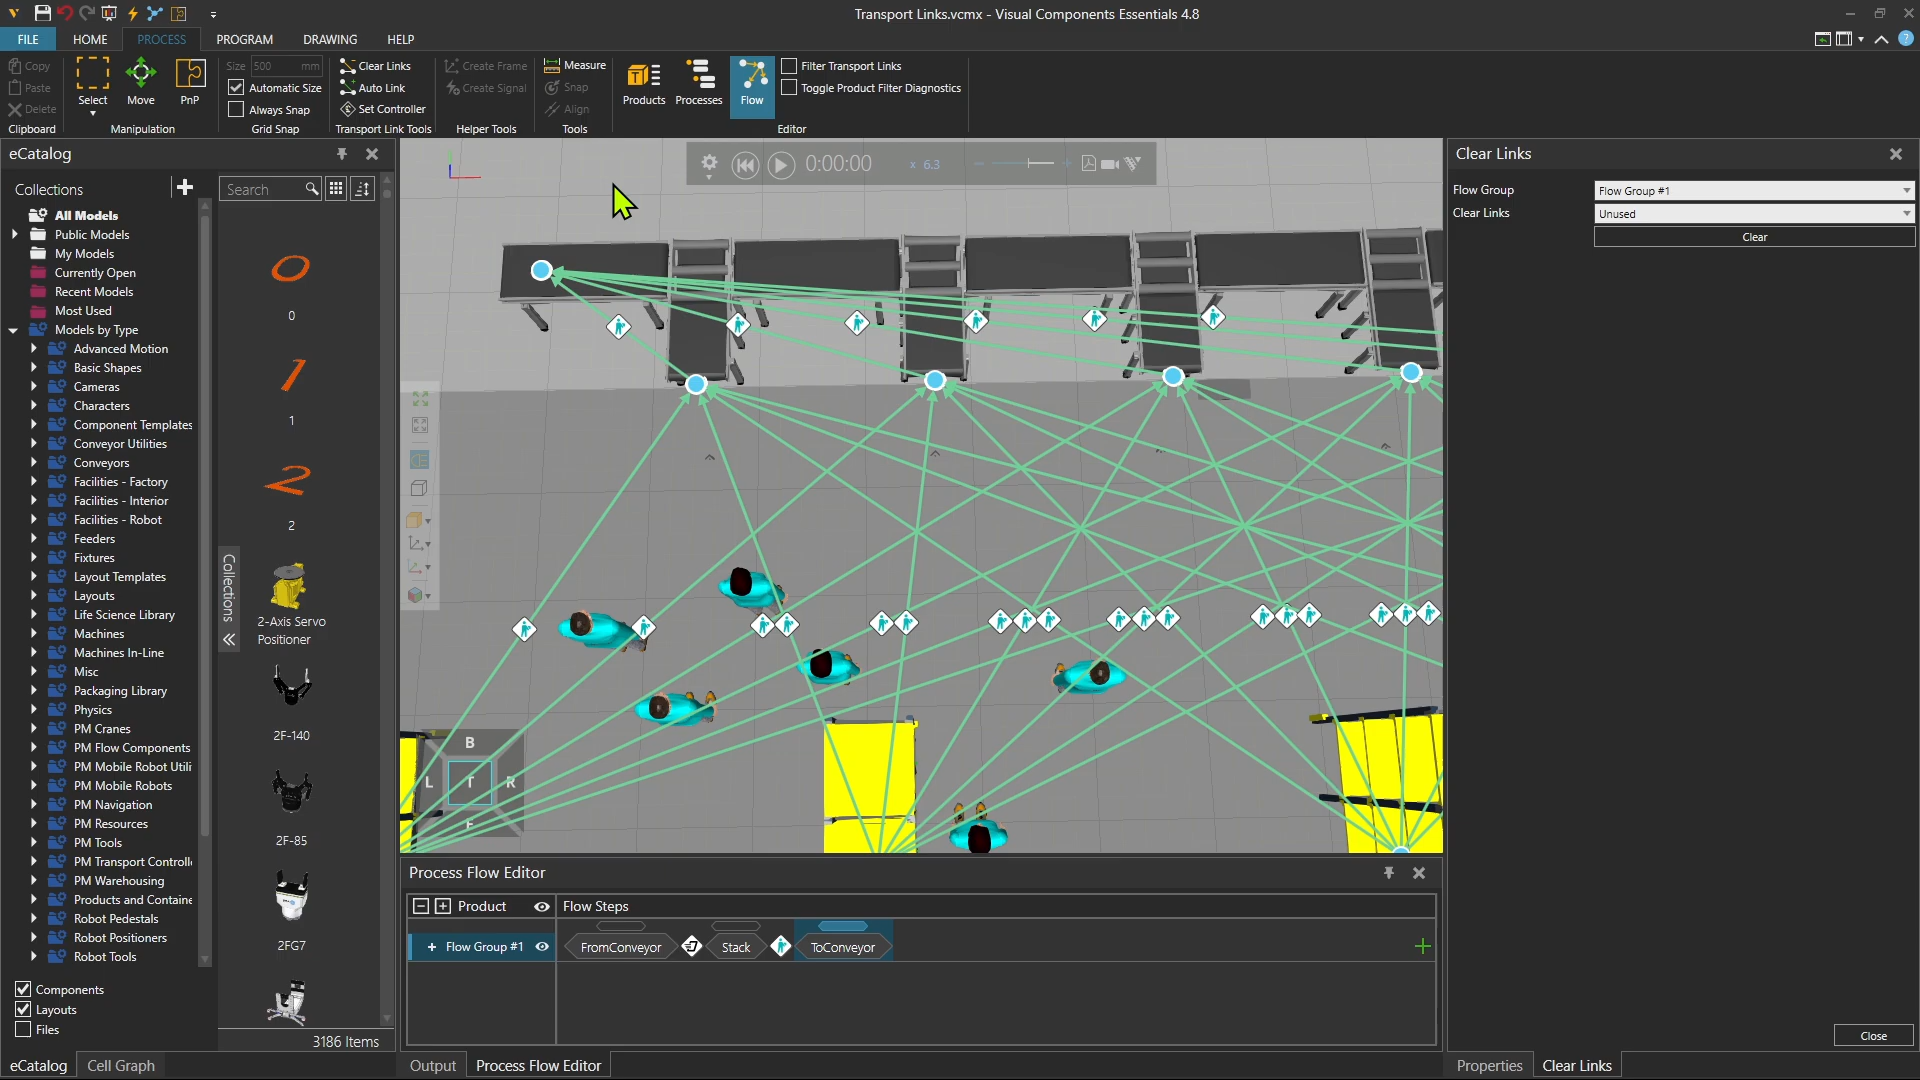 Transport Links.vcmx - Visual Components Essentials 4.8
FILE
HOME
PROCESS
PROGRAM
DRAWING
HELP
Copy
Paste
Delete
Clipboard
Select
Move
PnP
Manipulation
Size 500 mm
Automatic Size
Always Snap
Grid Snap
Clear Links
Auto Link
Set Controller
Transport Link Tools
Create Frame
Create Signal
Helper Tools
Measure
Snap
Align
Tools
Products
Processes
Flow
Filter Transport Links
Toggle Product Filter Diagnostics
Editor
eCatalog
Collections
Search
All Models
Public Models
My Models
Currently Open
Recent Models
Most Used
Models by Type
Advanced Motion
Basic Shapes
Cameras
Characters
Component Templates
Conveyor Utilities
Conveyors
Facilities - Factory
Facilities - Interior
Facilities - Robot
Feeders
Fixtures
Layout Templates
Layouts
Life Science Library
Machines
Machines In-Line
Misc
Packaging Library
Physics
PM Cranes
PM Flow Components
PM Mobile Robot Utili
PM Mobile Robots
PM Navigation
PM Resources
PM Tools
PM Transport Controll
PM Warehousing
Products and Containe
Robot Pedestals
Robot Positioners
Robot Tools
Components
Layouts
Files
Collections
0
1
2
2-Axis Servo
Positioner
2F-140
2F-85
2FG7
3186 Items
eCatalog
Cell Graph
0:00:00
x 6.3
B
L
T
R
F
Process Flow Editor
Product
Flow Steps
Flow Group #1
FromConveyor
Stack
ToConveyor
Output
Process Flow Editor
Clear Links
Flow Group
Flow Group #1
Clear Links
Unused
Clear
Close
Properties
Clear Links